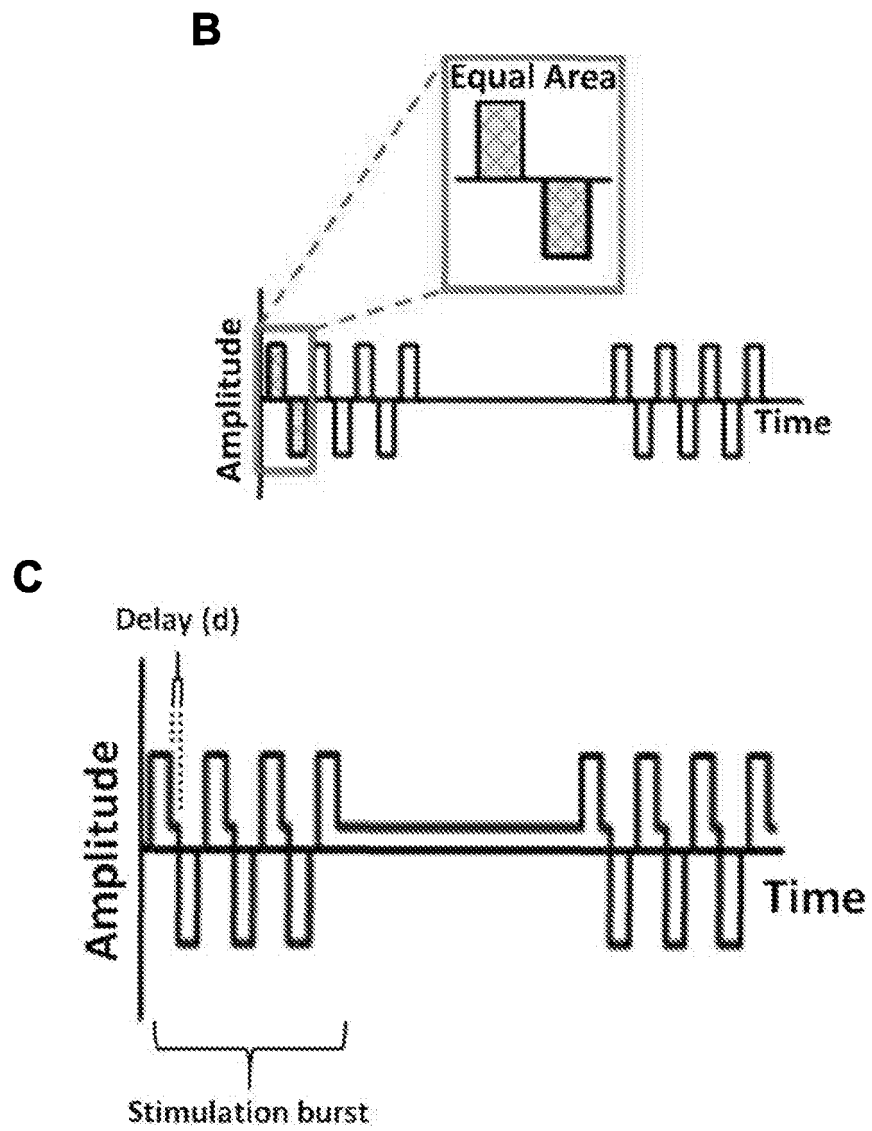 B
Equal Area
Amplitude
Time
C
Delay (d)
Amplitude
Time
Stimulation burst